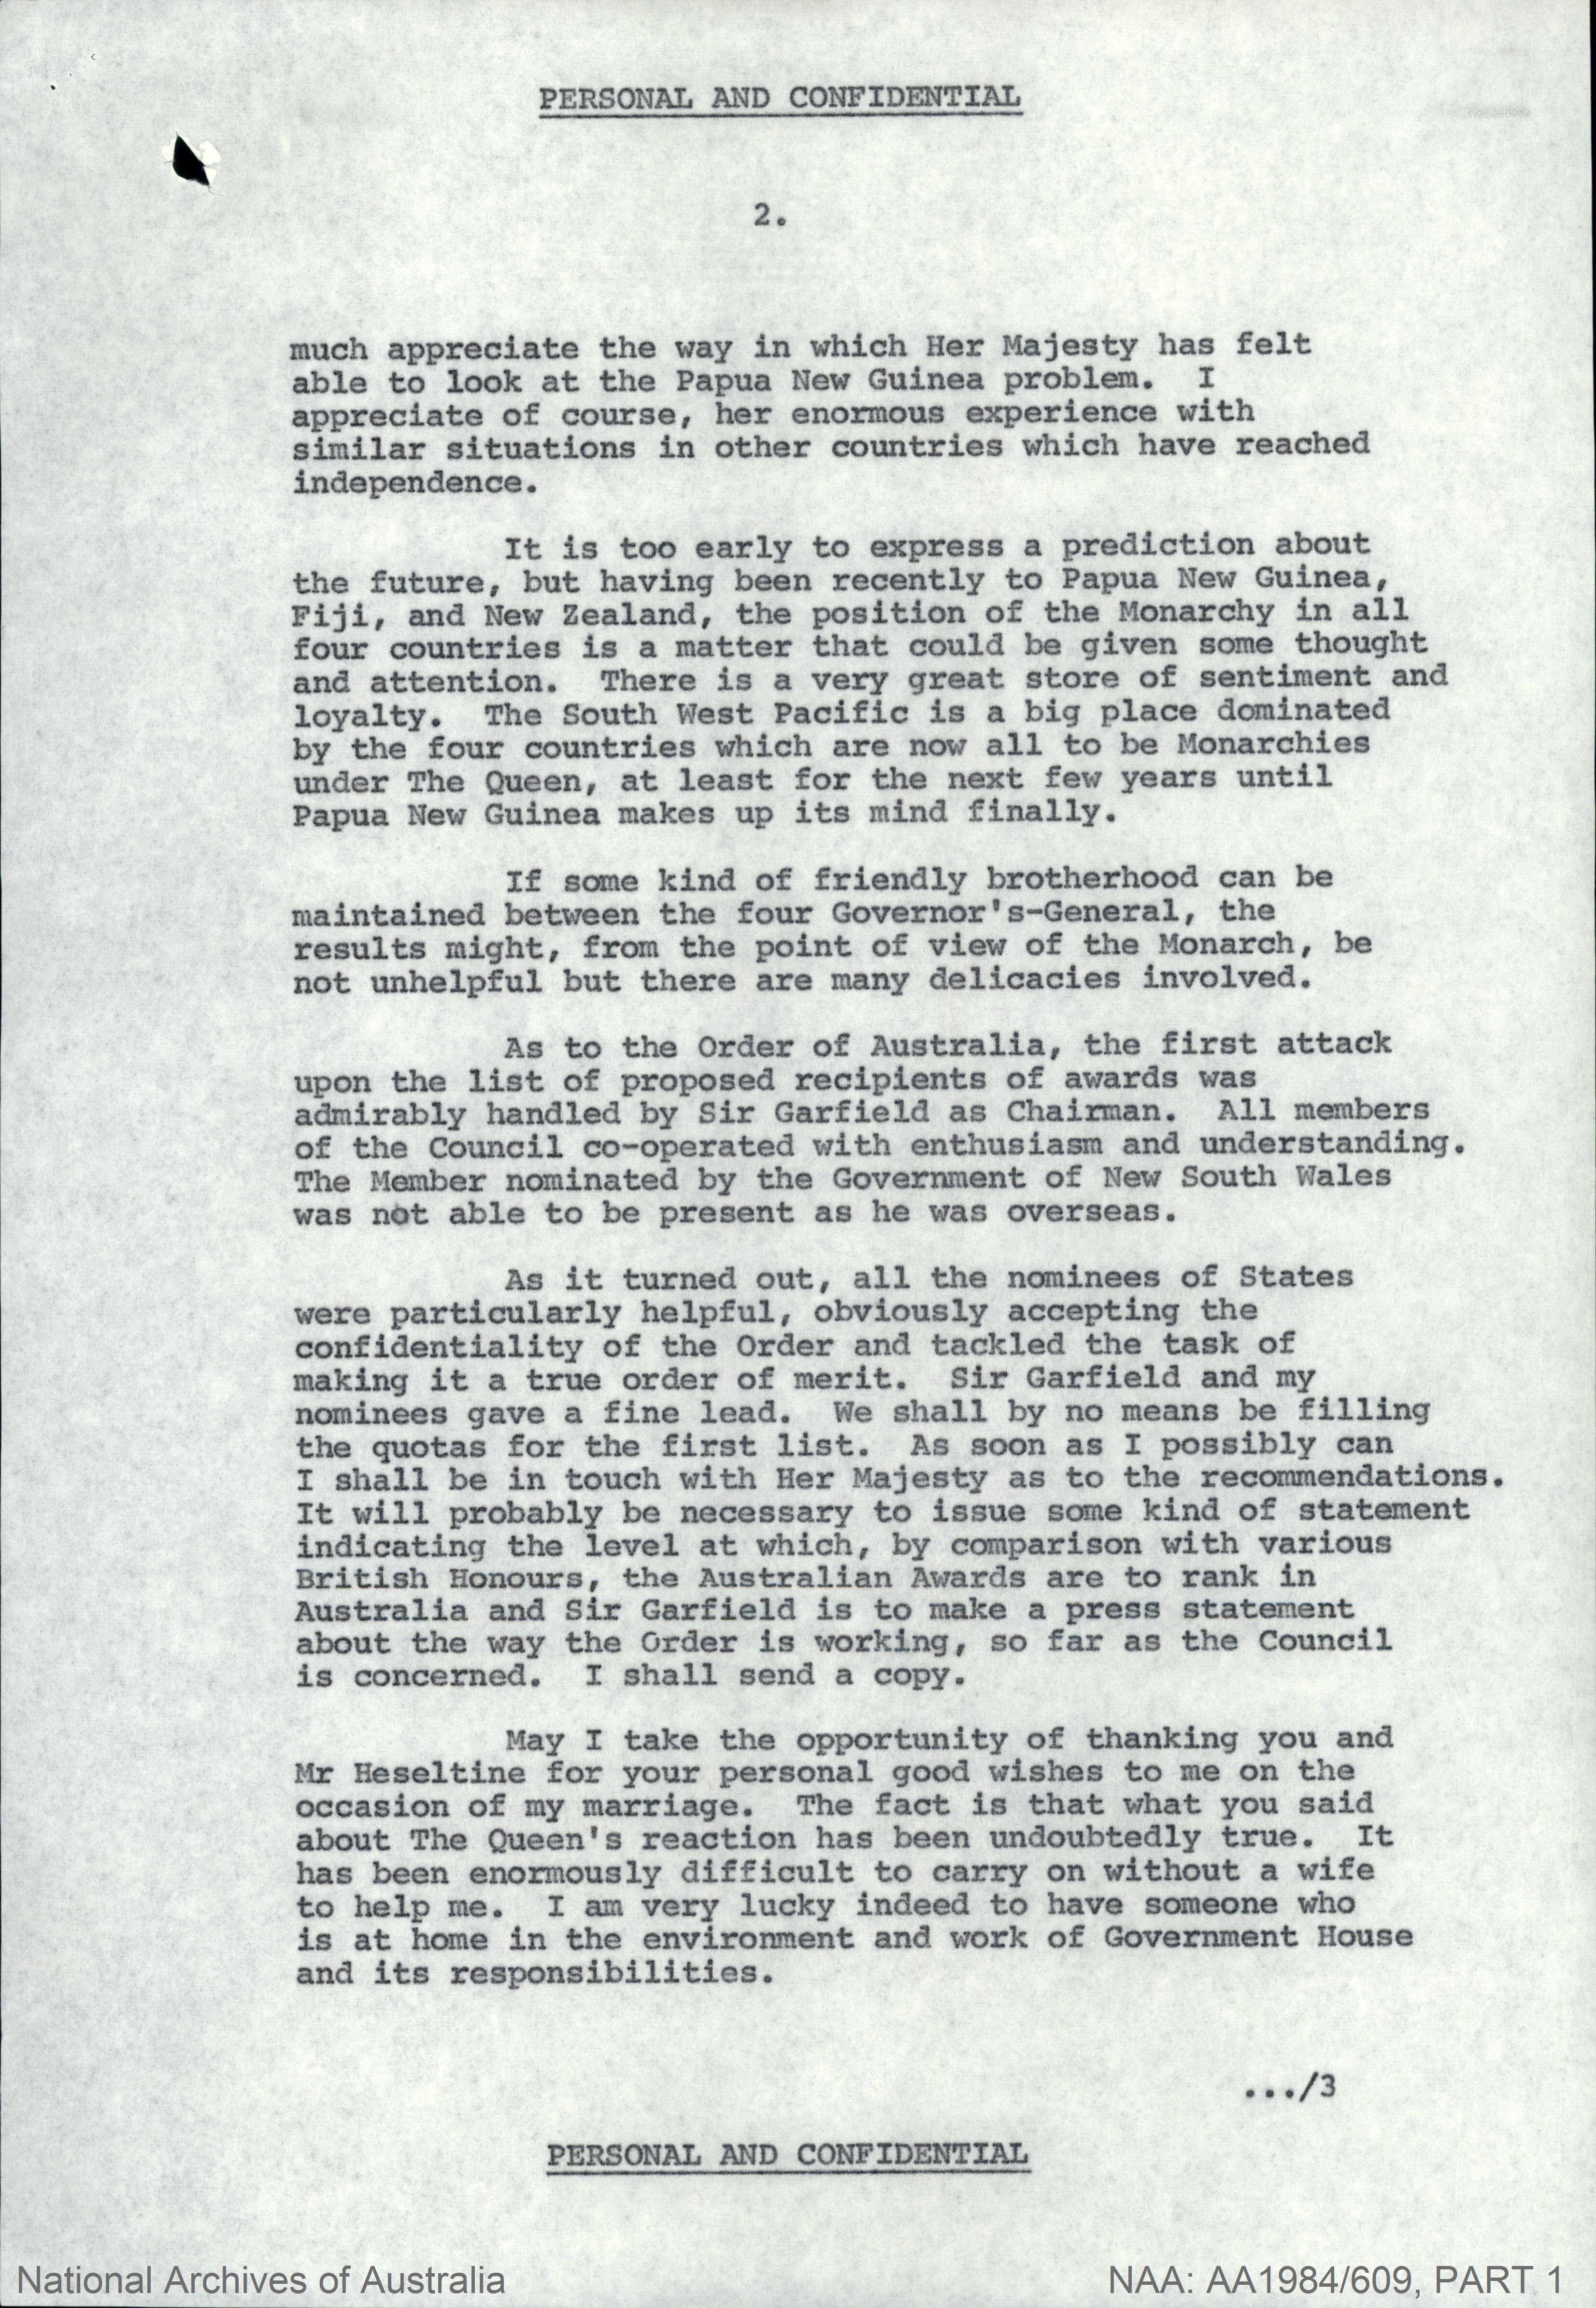 PERSONAL AND CONFIDENTIAL
2.
much appreciate the way in which Her Majesty has felt
able to look at the Papua New Guinea problem. I
appreciate of course, her enormous experience with
similar situations in other countries which have reached
independence.
It is too early to express a prediction about
the future, but having been recently to Papua New Guinea,
Fiji, and New Zealand, the position of the Monarchy in all
four countries is a matter that could be given some thought
and attention. There is a very great store of sentiment and
loyalty. The South West Pacific is a big place dominated
by the four countries which are now all to be Monarchies
under The Queen, at least for the next few years until
Papua New Guinea makes up its mind finally.
If some kind of friendly brotherhood can be
maintained between the four Governor's-General, the
results might, from the point of view of the Monarch, be
not unhelpful but there are many delicacies involved.
As to the Order of Australia, the first attack
upon the list of proposed recipients of awards was
admirably handled by Sir Garfield as Chairman. All members
of the Council co-operated with enthusiasm and understanding.
The Member nominated by the Government of New South Wales
was not able to be present as he was overseas.
As it turned out, all the nominees of States
were particularly helpful, obviously accepting the
confidentiality of the Order and tackled the task of
making it a true order of merit. Sir Garfield and my
nominees gave a fine lead. We shall by no means be filling
the quotas for the first list. As soon as I possibly can
I shall be in touch with Her Majesty as to the recommendations.
It will probably be necessary to issue some kind of statement
indicating the level at which, by comparison with various
British Honours, the Australian Awards are to rank in
Australia and Sir Garfield is to make a press statement
about the way the Order is working, so far as the Council
is concerned. I shall send a copy.
May I take the opportunity of thanking you and
Mr Heseltine for your personal good wishes to me on the
occasion of my marriage. The fact is that what you said
about The Queen's reaction has been undoubtedly true. It
has been enormously difficult to carry on without a wife
to help me. I am very lucky indeed to have someone who
is at home in the environment and work of Government House
and its responsibilities.
.../3
PERSONAL AND CONFIDENTIAL
National Archives of Australia
NAA: AA1984/609, PART 1